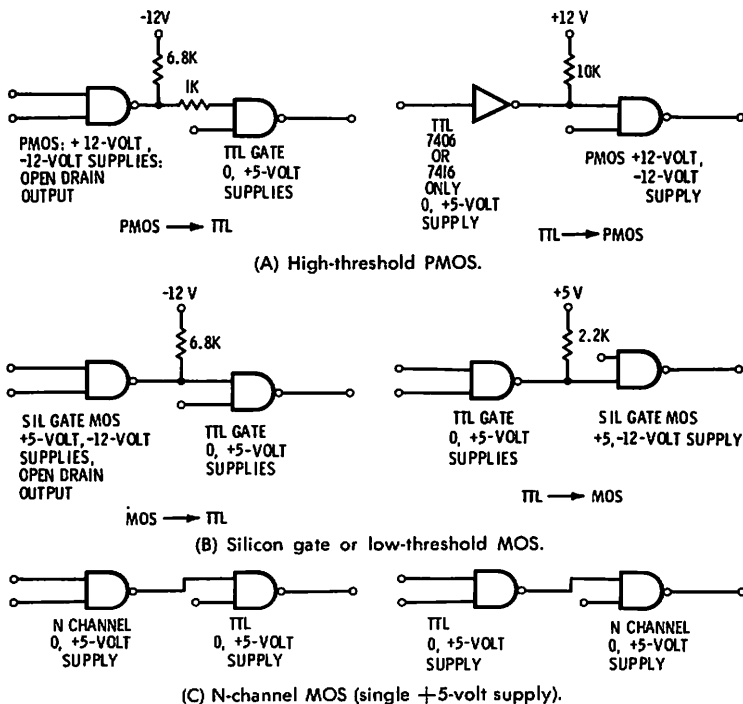 -12V
6.8K
1K
PMOS: + 12-VOLT,
-12-VOLT SUPPLIES:
OPEN DRAIN
OUTPUT
TTL GATE
0, +5-VOLT
SUPPLIES
PMOS → TTL
+12 V
10K
TTL
7406
OR
7416
ONLY
0, +5-VOLT
SUPPLY
PMOS +12-VOLT,
-12-VOLT
SUPPLY
TTL → PMOS
(A) High-threshold PMOS.
-12 V
6.8K
SIL GATE MOS
+5-VOLT, -12-VOLT
SUPPLIES,
OPEN DRAIN
OUTPUT
TTL GATE
0, +5-VOLT
SUPPLIES
MOS → TTL
+5 V
2.2K
TTL GATE
0, +5-VOLT
SUPPLIES
SIL GATE MOS
+5,-12-VOLT SUPPLY
TTL → MOS
(B) Silicon gate or low-threshold MOS.
N CHANNEL
0, +5-VOLT
SUPPLY
TTL
0, +5-VOLT
SUPPLY
TTL
0, +5-VOLT
SUPPLY
N CHANNEL
0, +5-VOLT
SUPPLY
(C) N-channel MOS (single +5-volt supply).